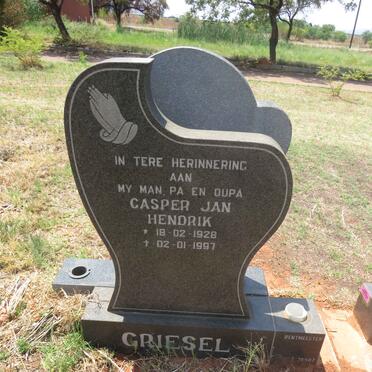 IN TERE HERINNERING
AAN
MY MAN, PA EN OUPA
CASPER JAN
HENDRIK
* 18-02-1928
† 02-01-1997
GRIESEL
RENTMEESTER